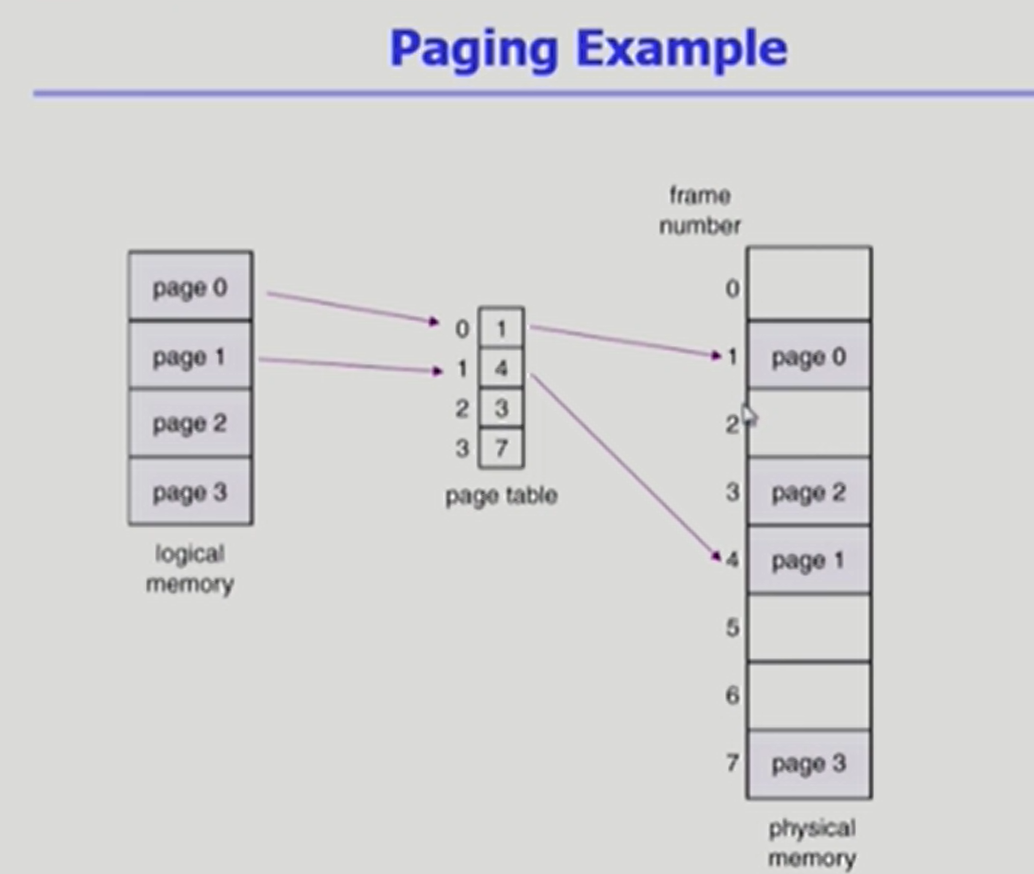 Paging Example
frame
number
page 0
page 1
page 2
page 3
logical
memory
0 1
1 4
2 3
3 7
page table
0
1 page 0
2
3 page 2
4 page 1
5
6
7 page 3
physical
memory